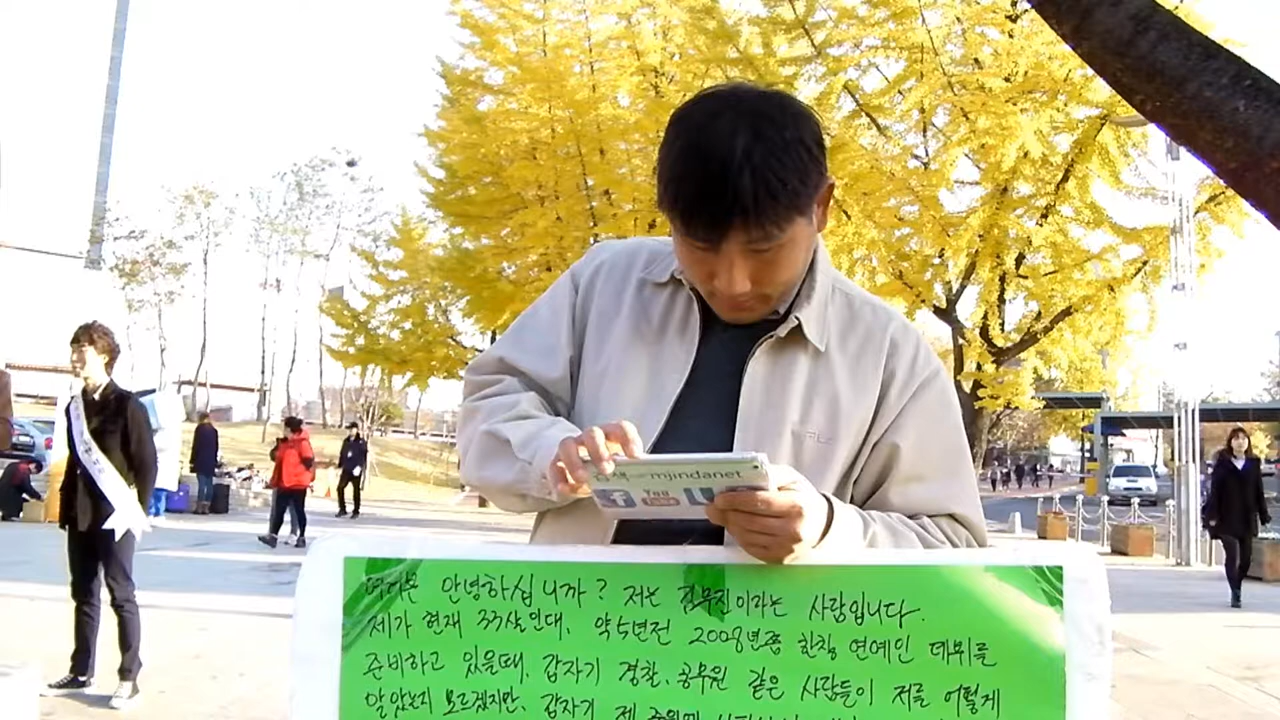 mjindanet
f
You Tube
여러분 안녕하십니까? 저는 김무진이라는 사람입니다.
제가 현재 33살인데, 약 5년전 2008년쯤 한창 연예인 데뷔를
준비하고 있을때, 갑자기 경찰, 공무원 같은 사람들이 저를 어떻게
알았는지 모르겠지만, 갑자기 제